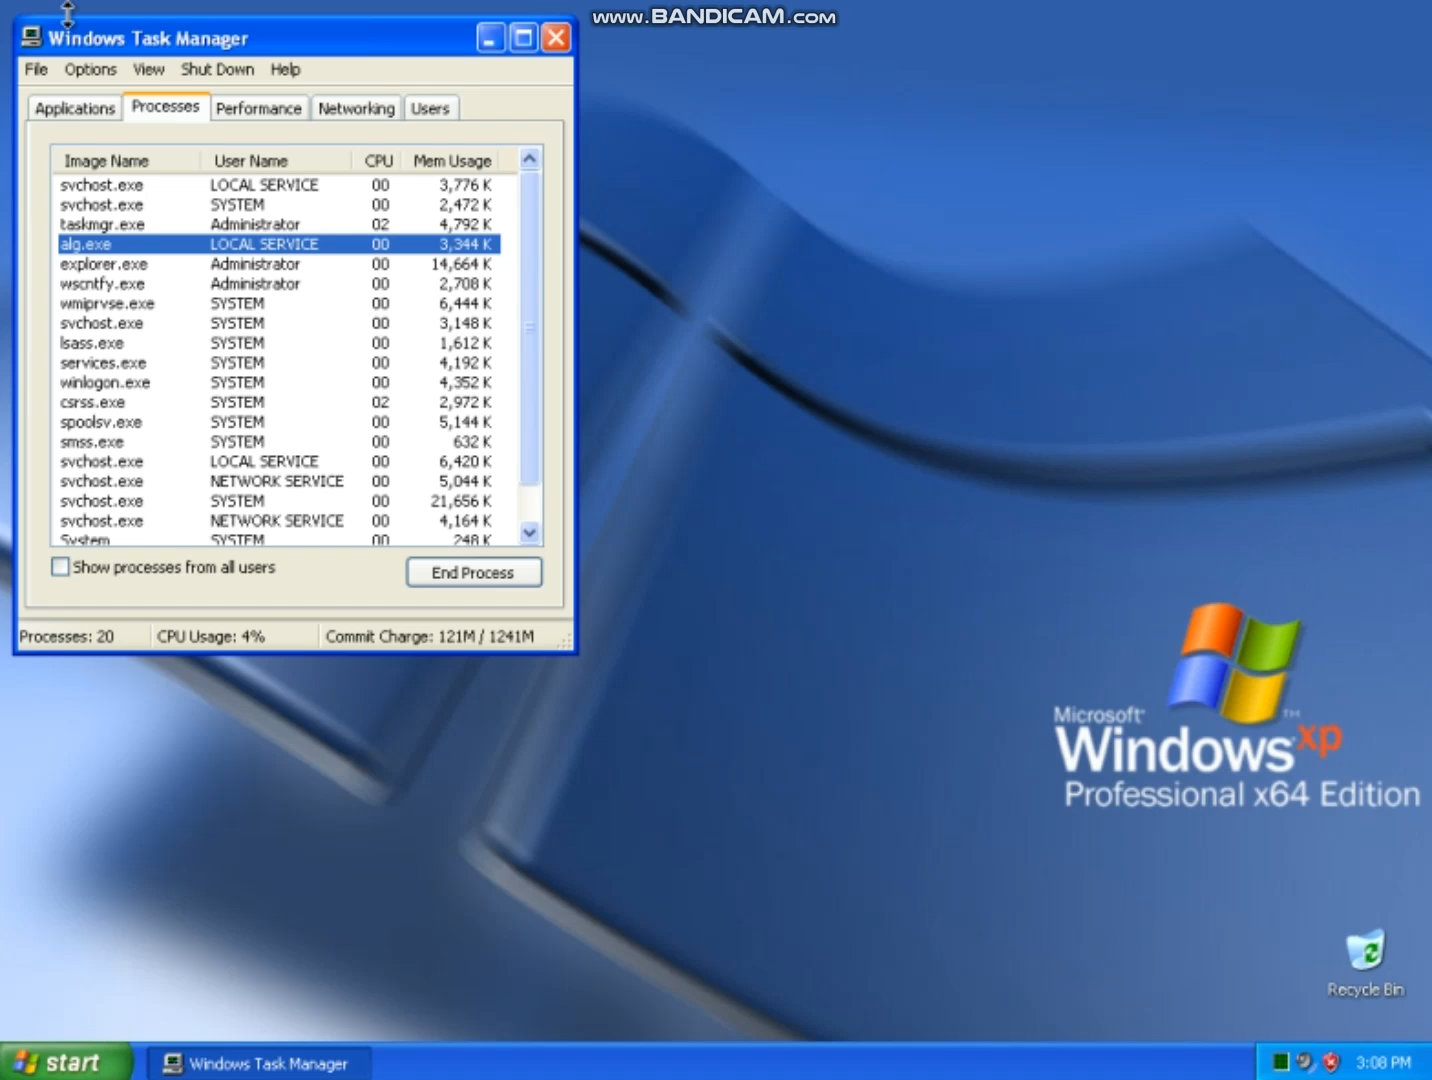 www.BANDICAM.com
Windows Task Manager
File Options View Shut Down Help
Applications Processes Performance Networking Users
Image Name User Name CPU Mem Usage
svchost.exe LOCAL SERVICE 00 3,776 K
svchost.exe SYSTEM 00 2,472 K
taskmgr.exe Administrator 02 4,792 K
alg.exe LOCAL SERVICE 00 3,344 K
explorer.exe Administrator 00 14,664 K
wscntfy.exe Administrator 00 2,708 K
wmiprvse.exe SYSTEM 00 6,444 K
svchost.exe SYSTEM 00 3,148 K
lsass.exe SYSTEM 00 1,612 K
services.exe SYSTEM 00 4,192 K
winlogon.exe SYSTEM 00 4,352 K
csrss.exe SYSTEM 02 2,972 K
spoolsv.exe SYSTEM 00 5,144 K
smss.exe SYSTEM 00 632 K
svchost.exe LOCAL SERVICE 00 6,420 K
svchost.exe NETWORK SERVICE 00 5,044 K
svchost.exe SYSTEM 00 21,656 K
svchost.exe NETWORK SERVICE 00 4,164 K
System SYSTEM 00 248 K
Show processes from all users
End Process
Processes: 20 CPU Usage: 4% Commit Charge: 121M / 1241M
Microsoft
Windows xp TM
Professional x64 Edition
Recycle Bin
start Windows Task Manager 3:08 PM